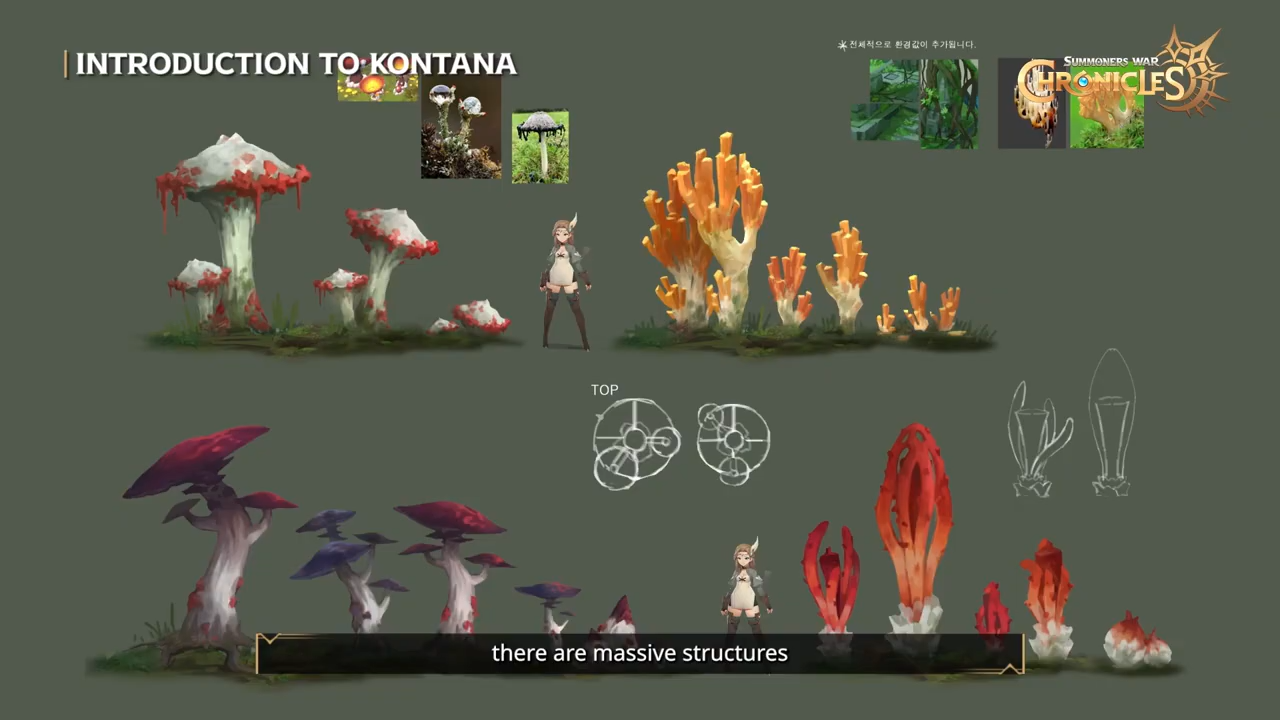 INTRODUCTION TO KONTANA
전체적으로 환경값이 추가됩니다.
SUMMONERS WAR
CHRONICLES
TOP
there are massive structures